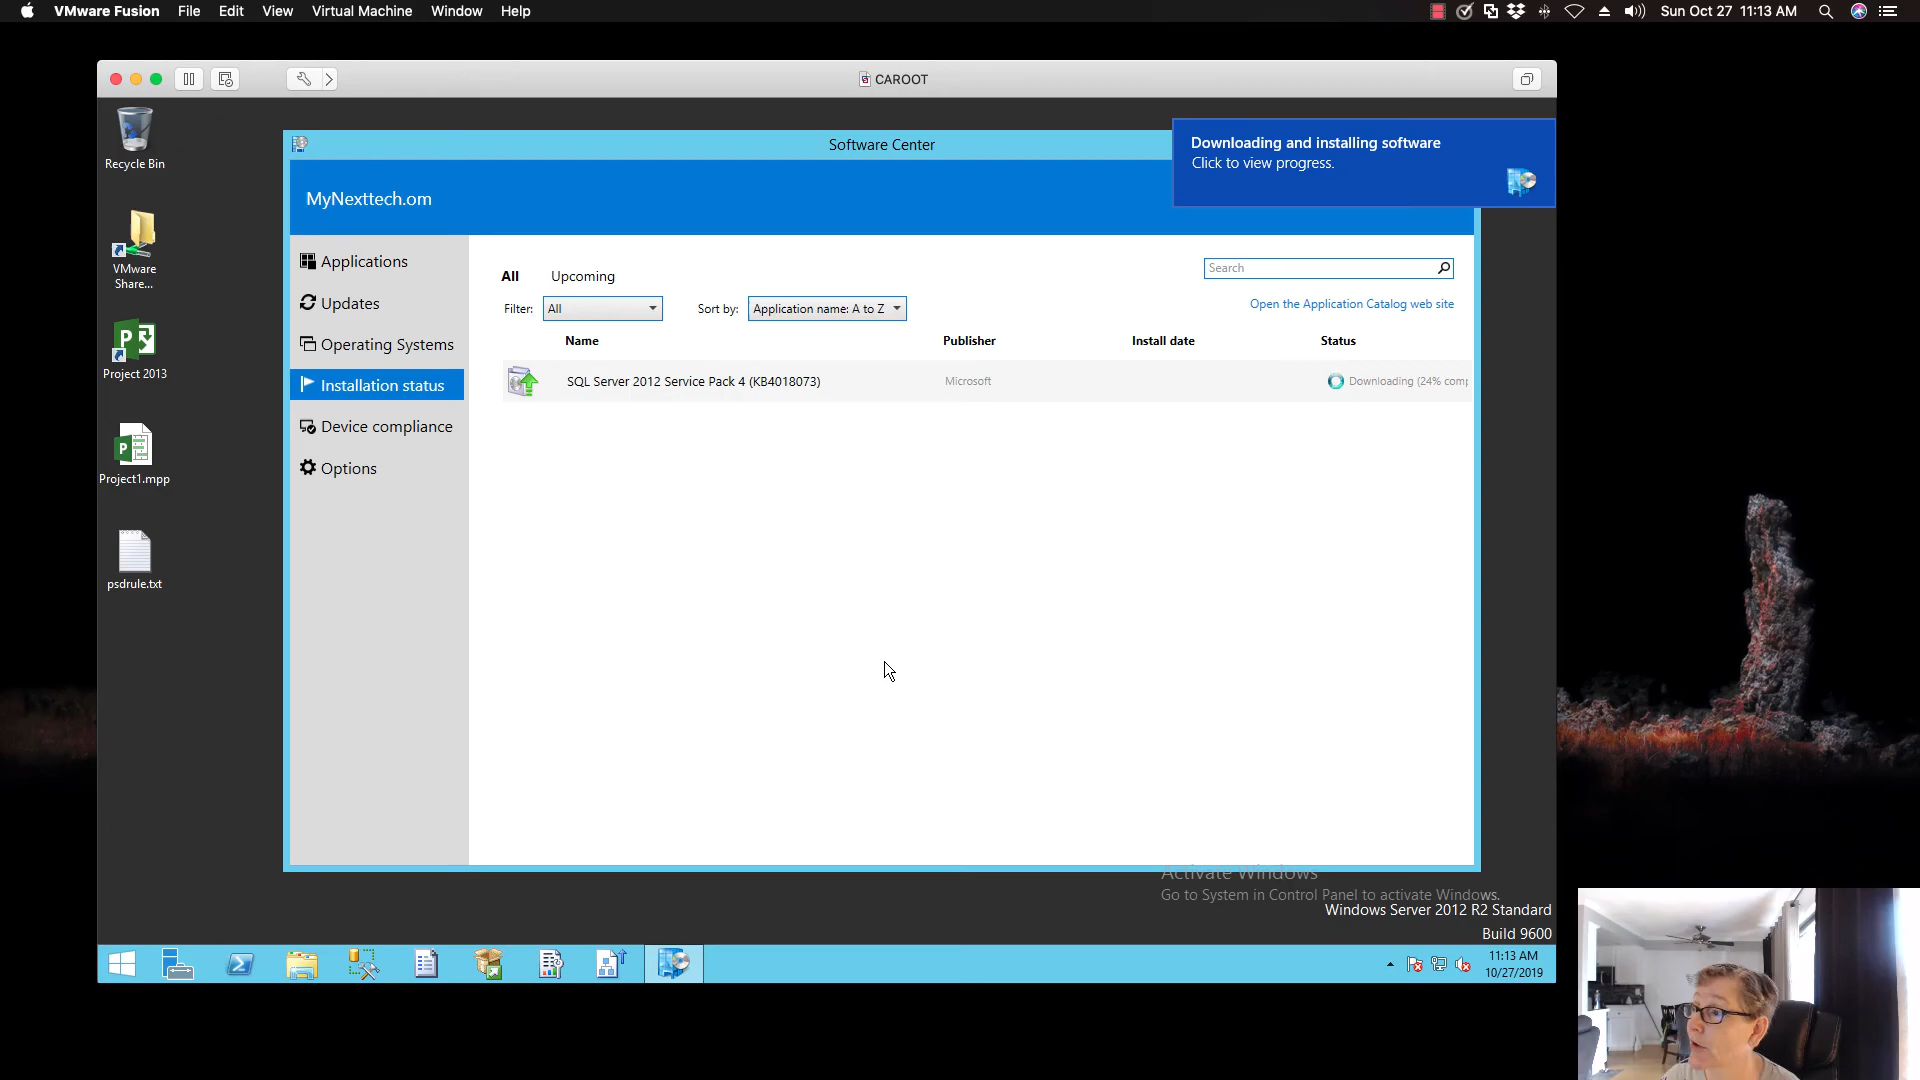 VMware Fusion File Edit View Virtual Machine Window Help
Sun Oct 27 11:13 AM
CAROOT
Recycle Bin
VMware
Share...
Project 2013
Project1.mpp
psdrule.txt
Software Center
Downloading and installing software
Click to view progress.
MyNexttech.om
Applications
Updates
Operating Systems
Installation status
Device compliance
Options
All Upcoming
Search
Filter: All Sort by: Application name: A to Z
Open the Application Catalog web site
Name Publisher Install date Status
SQL Server 2012 Service Pack 4 (KB4018073) Microsoft Downloading (24% comp
Activate Windows
Go to System in Control Panel to activate Windows.
Windows Server 2012 R2 Standard
Build 9600
11:13 AM
10/27/2019